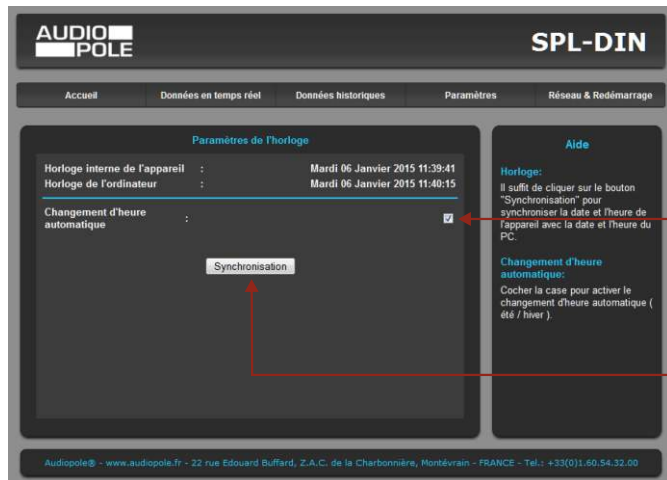 AUDIO
POLE
SPL-DIN
Accueil Données en temps réel Données historiques Paramètres Réseau & Redémarrage
Paramètres de l'horloge
Horloge interne de l'appareil : Mardi 06 Janvier 2015 11:39:41
Horloge de l'ordinateur : Mardi 06 Janvier 2015 11:40:15
Changement d'heure
automatique :
Synchronisation
Aide
Horloge:
Il suffit de cliquer sur le bouton
"Synchronisation" pour
synchroniser la date et l'heure de
l'appareil avec la date et l'heure du
PC.
Changement d'heure
automatique:
Cocher la case pour activer le
changement d'heure automatique (
été / hiver ).
Audiopole® - www.audiopole.fr - 22 rue Edouard Buffard, Z.A.C. de la Charbonnière, Montévrain - FRANCE - Tel.: +33(0)1.60.54.32.00